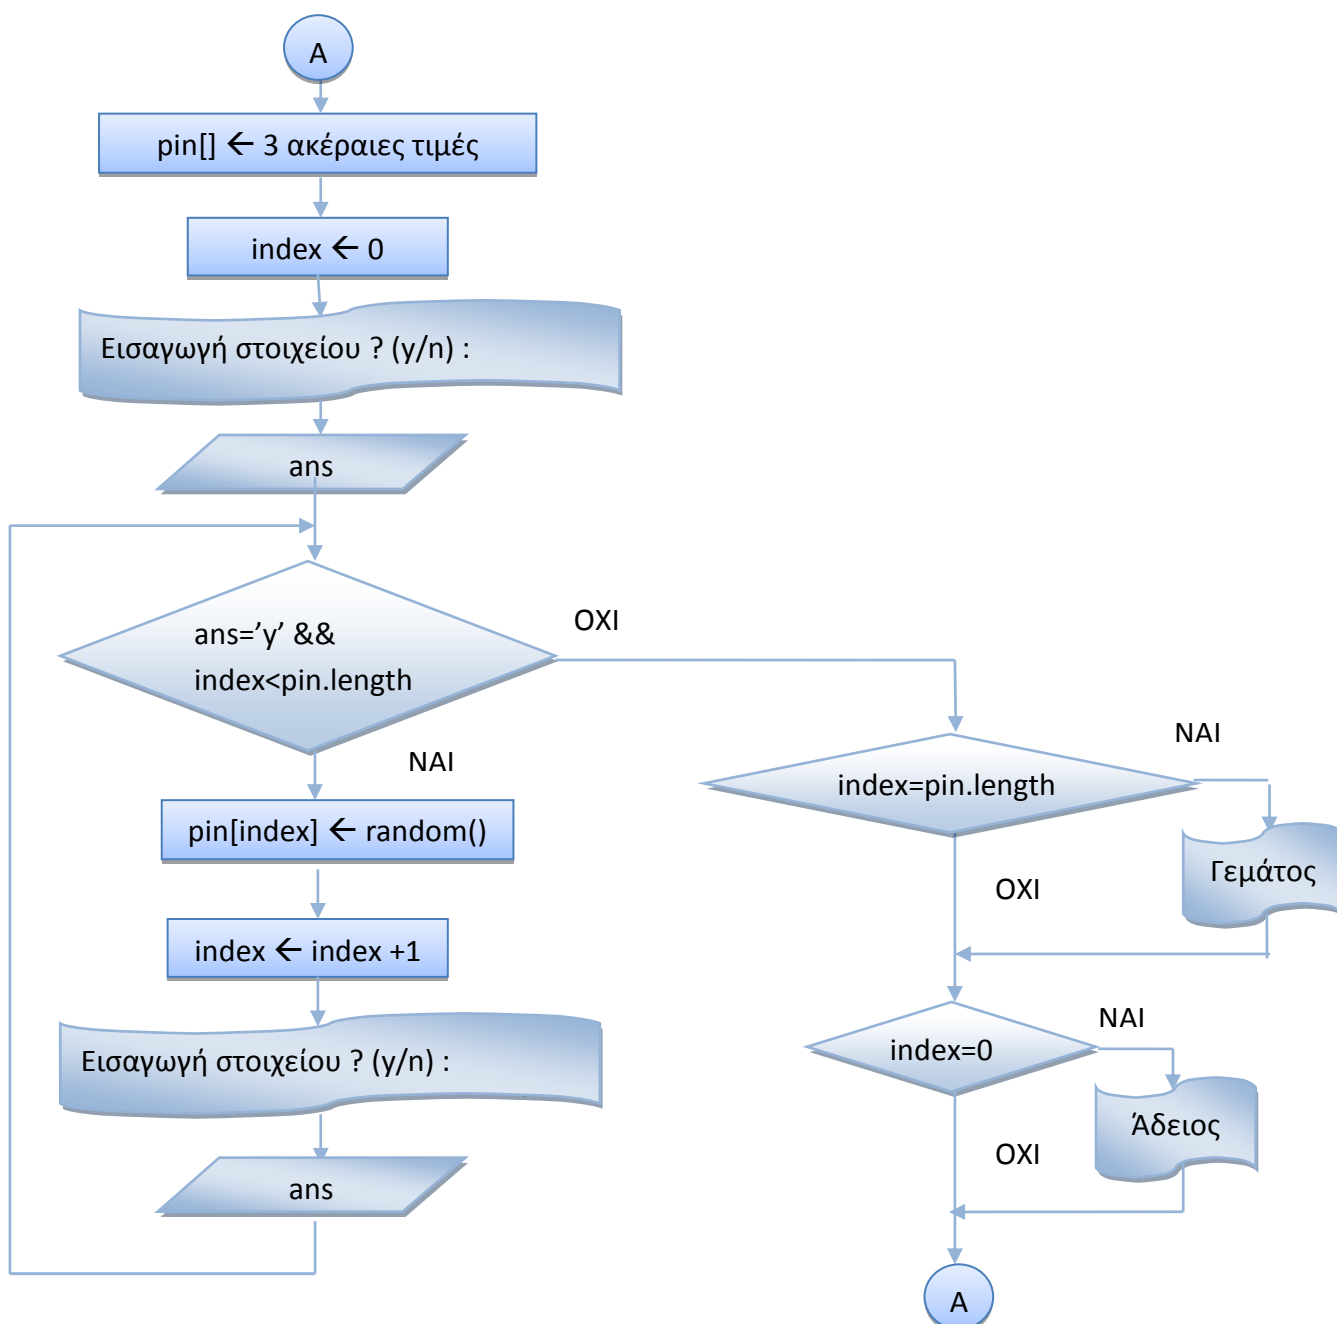 A
pin[] ← 3 ακέραιες τιμές
index ← 0
Εισαγωγή στοιχείου ? (y/n) :
ans
ans=’y’ &&
index<pin.length
ΟΧΙ
ΝΑΙ
pin[index] ← random()
index ← index +1
Εισαγωγή στοιχείου ? (y/n) :
ans
index=pin.length
ΝΑΙ
Γεμάτος
ΟΧΙ
index=0
ΝΑΙ
Άδειος
ΟΧΙ
A